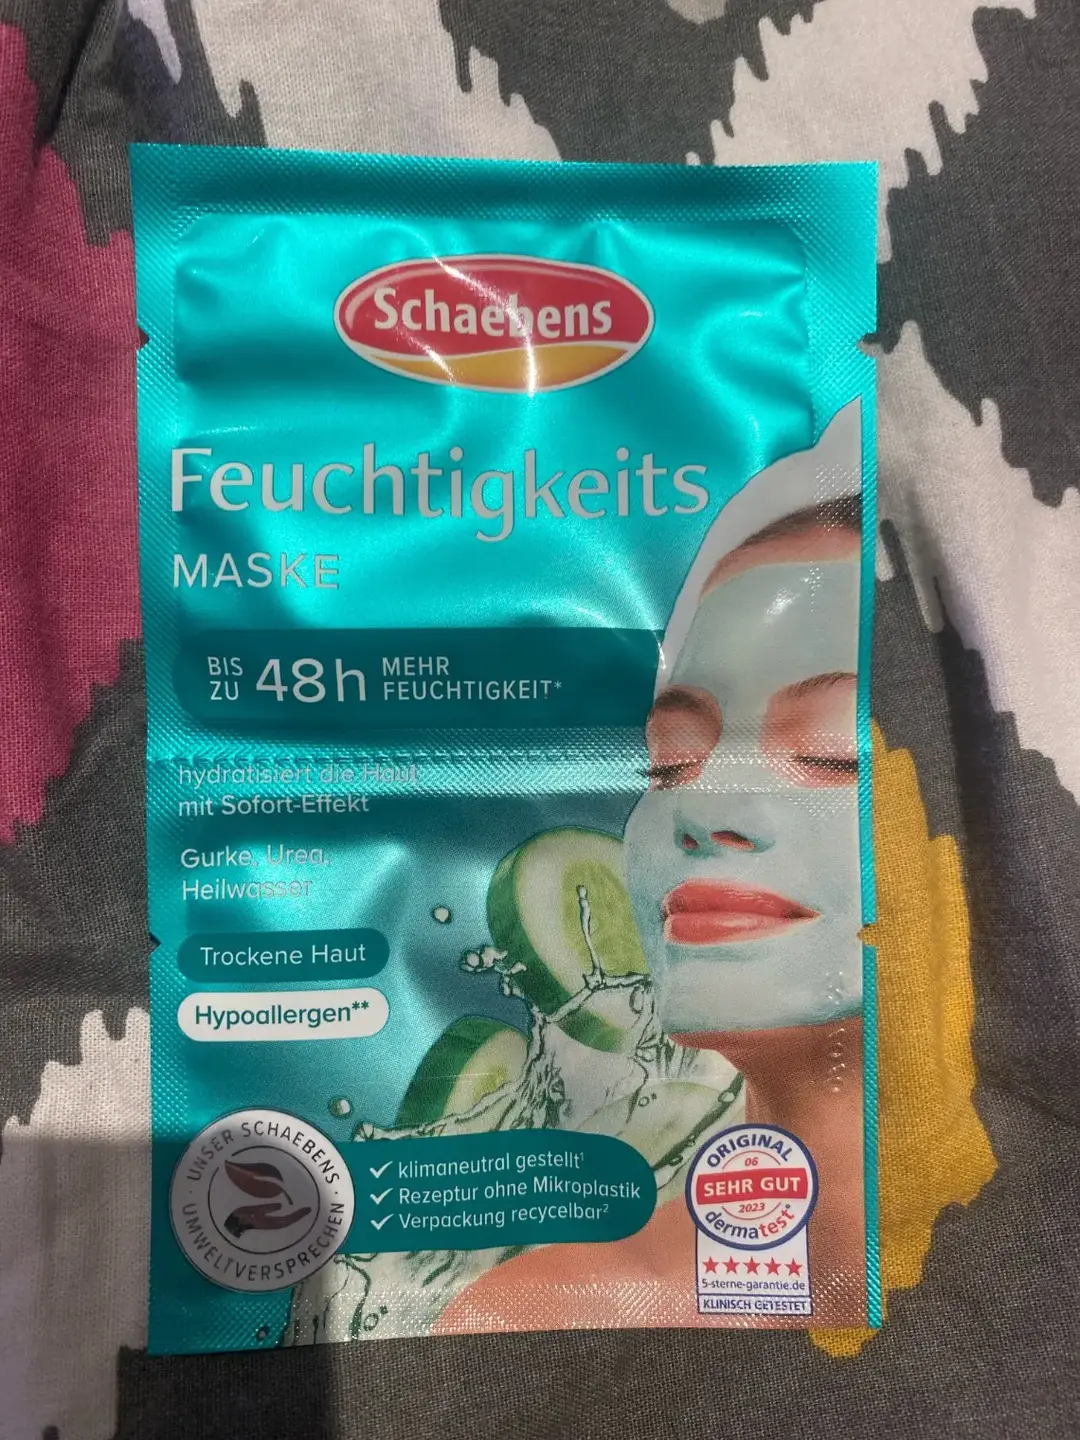 Schaebens
Feuchtigkeits
MASKE
BIS ZU 48h MEHR FEUCHTIGKEIT*
hydratisiert die Haut
mit Sofort-Effekt
Gurke, Urea,
Heilwasser
Trockene Haut
Hypoallergen**
UNSER SCHAEBENS · UMWELTVERSPRECHEN ·
✓ klimaneutral gestellt¹
✓ Rezeptur ohne Mikroplastik
✓ Verpackung recycelbar²
ORIGINAL
06
SEHR GUT
2023
dermatest®
★★★★★
5-sterne-garantie.de
KLINISCH GETESTET